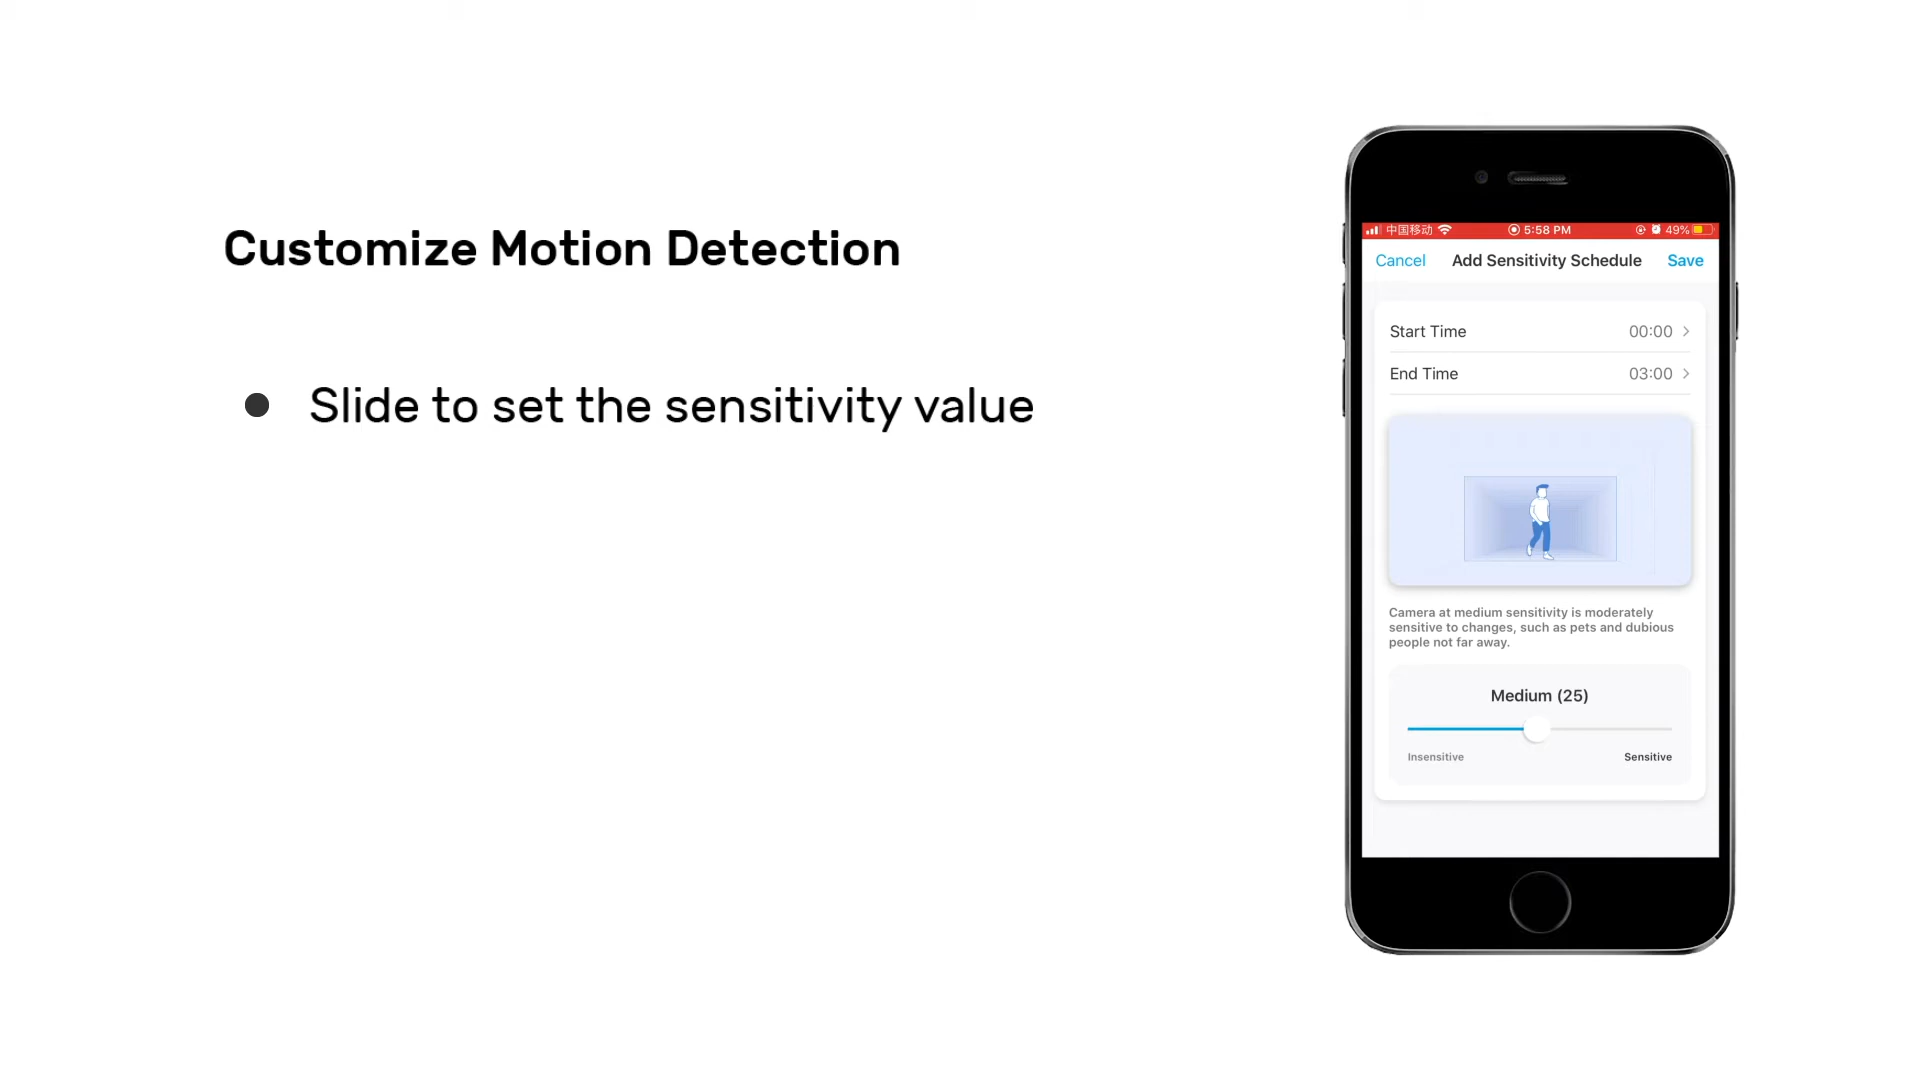 Customize Motion Detection
● Slide to set the sensitivity value
中国移动 5:58 PM 49%
Cancel Add Sensitivity Schedule Save
Start Time 00:00
End Time 03:00
Camera at medium sensitivity is moderately
sensitive to changes, such as pets and dubious
people not far away.
Medium (25)
Insensitive Sensitive